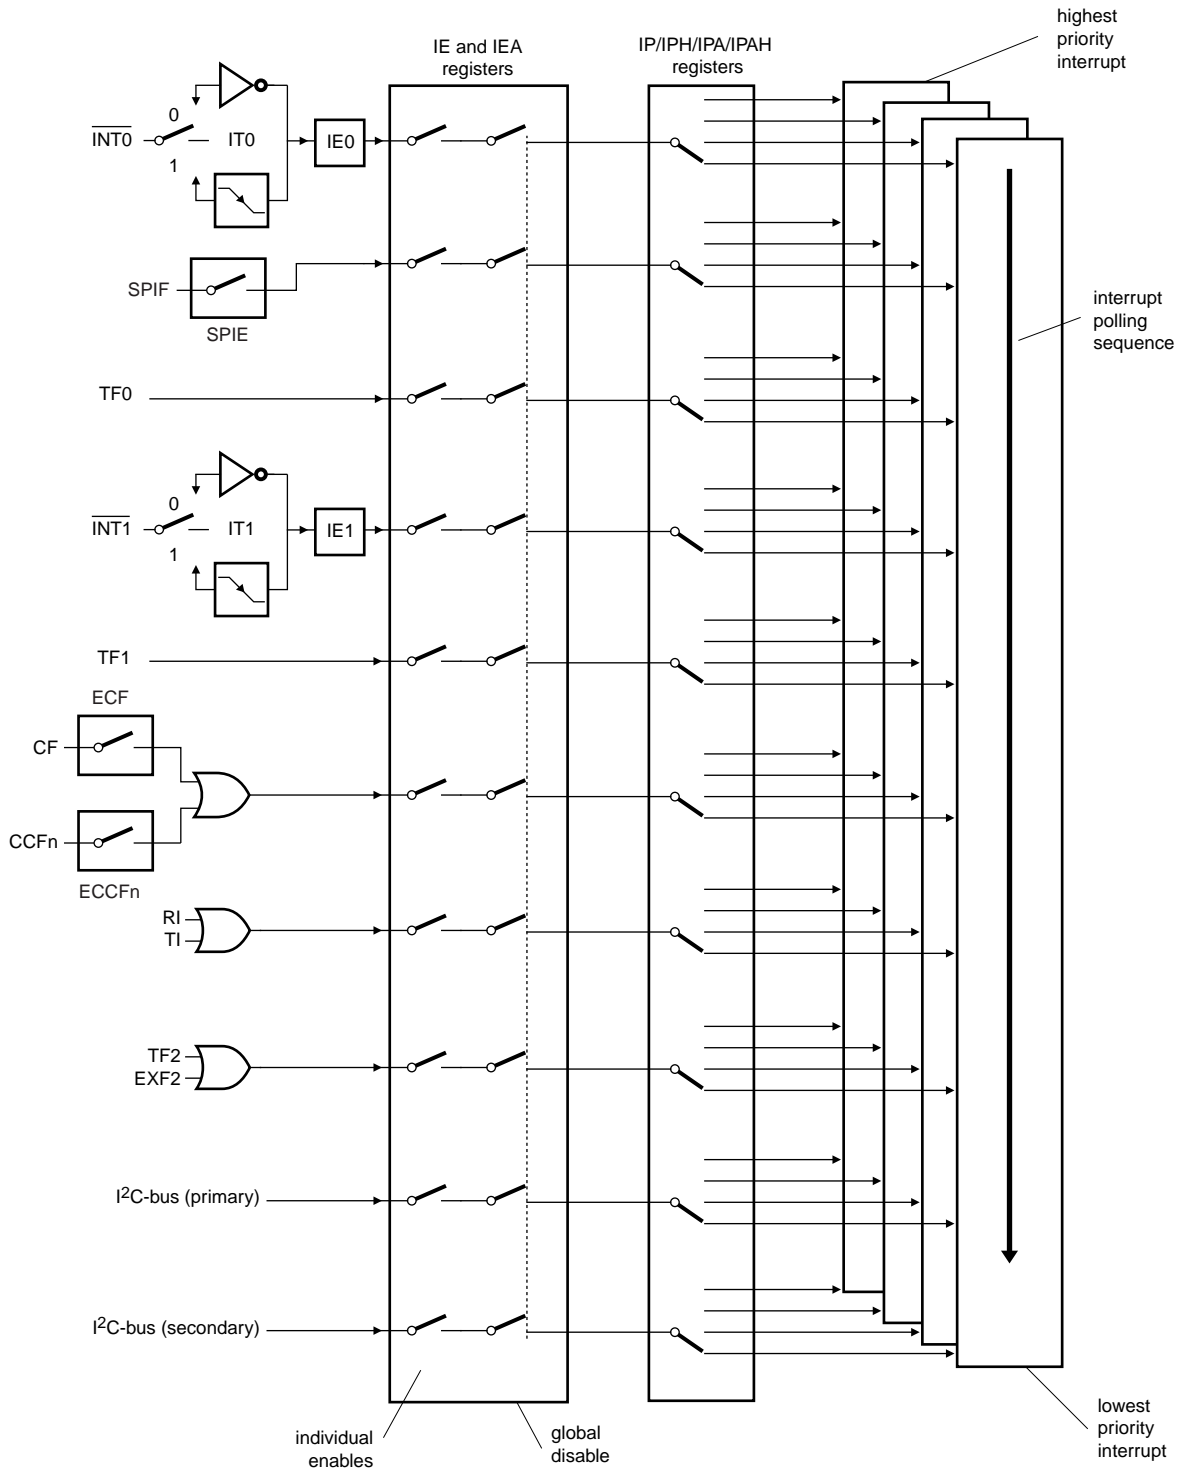 highest
priority
interrupt
IE and IEA
registers
IP/IPH/IPA/IPAH
registers
0
INT0
IT0
IE0
1
SPIF
SPIE
interrupt
polling
sequence
TF0
0
INT1
IT1
IE1
1
TF1
ECF
CF
CCFn
ECCFn
RI
TI
TF2
EXF2
I²C-bus (primary)
I²C-bus (secondary)
individual
enables
global
disable
lowest
priority
interrupt